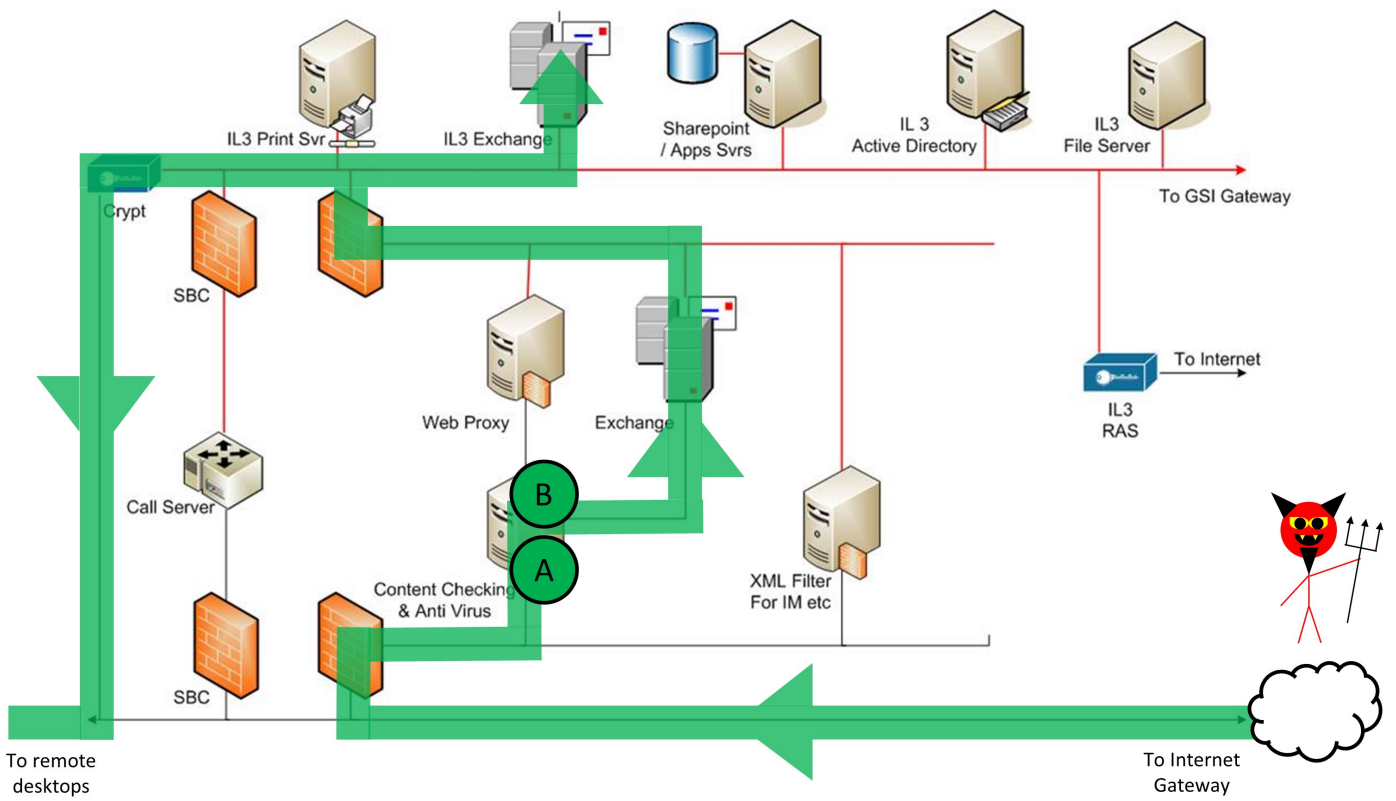 IL3 Print Svr
IL3 Exchange
Sharepoint
/ Apps Svrs
IL 3
Active Directory
IL3
File Server
To GSI Gateway
Crypt
SBC
Web Proxy
Exchange
To Internet
IL3
RAS
Call Server
B
A
Content Checking
& Anti Virus
XML Filter
For IM etc
SBC
To remote
desktops
To Internet
Gateway